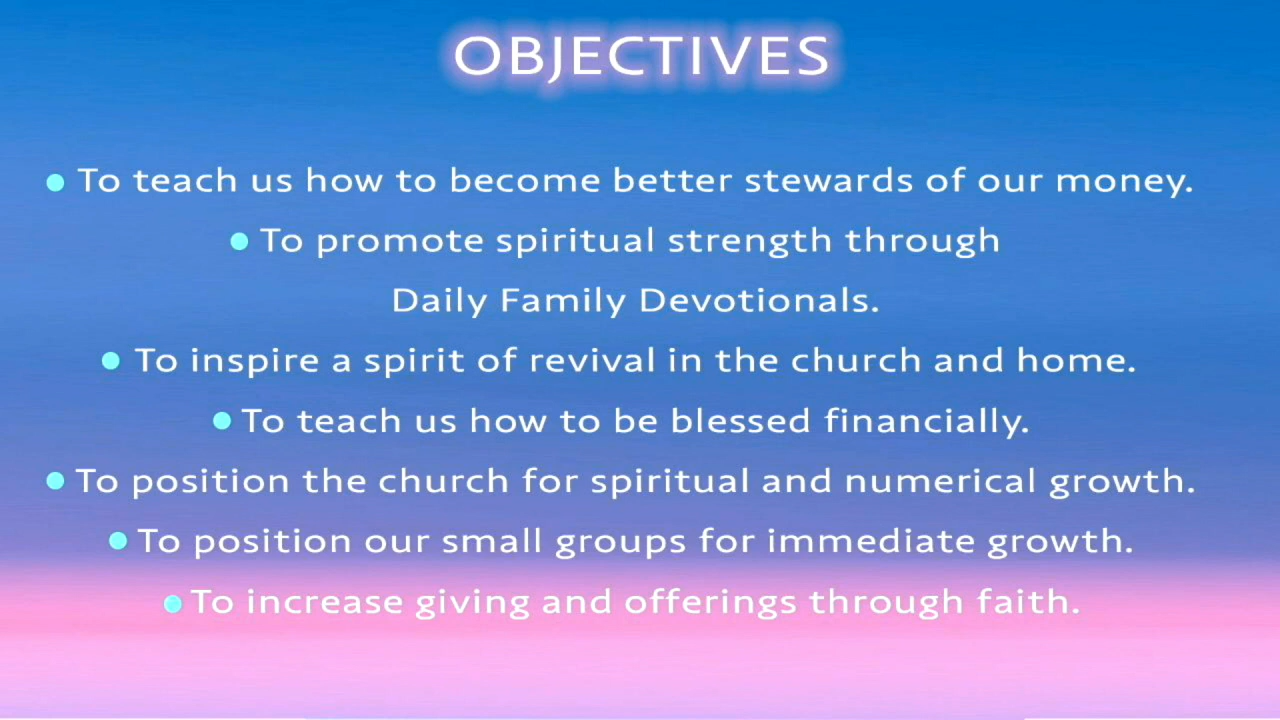 OBJECTIVES
• To teach us how to become better stewards of our money.
• To promote spiritual strength through
Daily Family Devotionals.
• To inspire a spirit of revival in the church and home.
• To teach us how to be blessed financially.
• To position the church for spiritual and numerical growth.
• To position our small groups for immediate growth.
• To increase giving and offerings through faith.